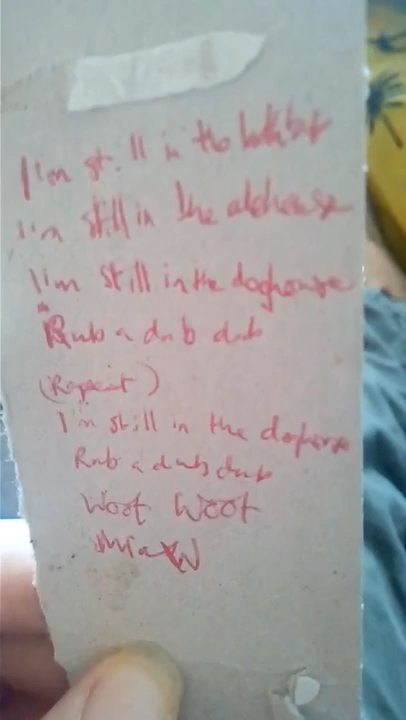 I'm still in the
I'm still in the
I'm still in the doghouse
Rub a dub dub
(Repeat)
I'm still in the
Rub a dub dub
Woof Woof
Miaw